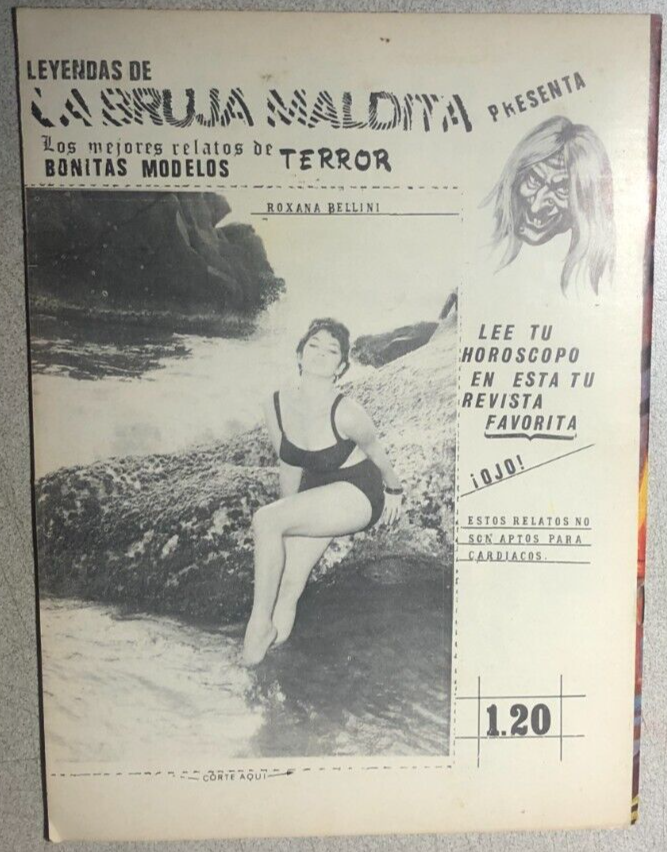 LEYENDAS DE
LA BRUJA MALDITA PRESENTA
Los mejores relatos de TERROR
BONITAS MODELOS
ROXANA BELLINI
LEE TU
HOROSCOPO
EN ESTA TU
REVISTA
FAVORITA
¡OJO!
ESTOS RELATOS NO
SON APTOS PARA
CARDIACOS.
1.20
CORTE AQUI